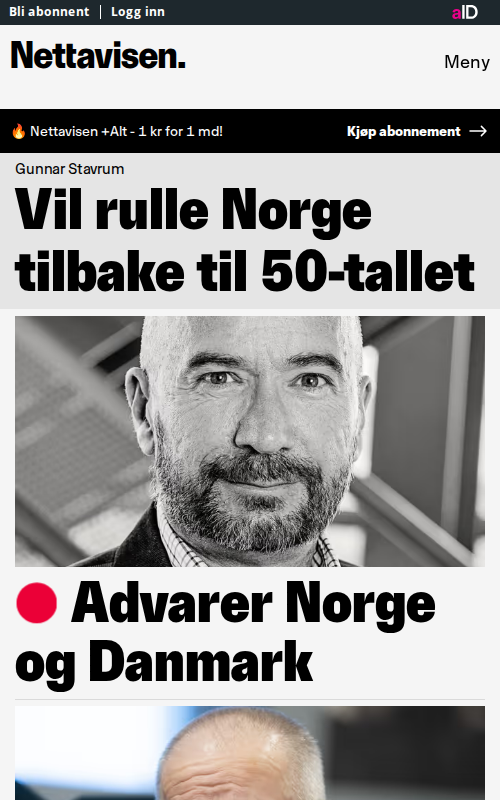 Bli abonnent | Logg inn
aID
Nettavisen.
Meny
🔥 Nettavisen +Alt - 1 kr for 1 md!
Kjøp abonnement →
Gunnar Stavrum
Vil rulle Norge
tilbake til 50-tallet
Advarer Norge
og Danmark